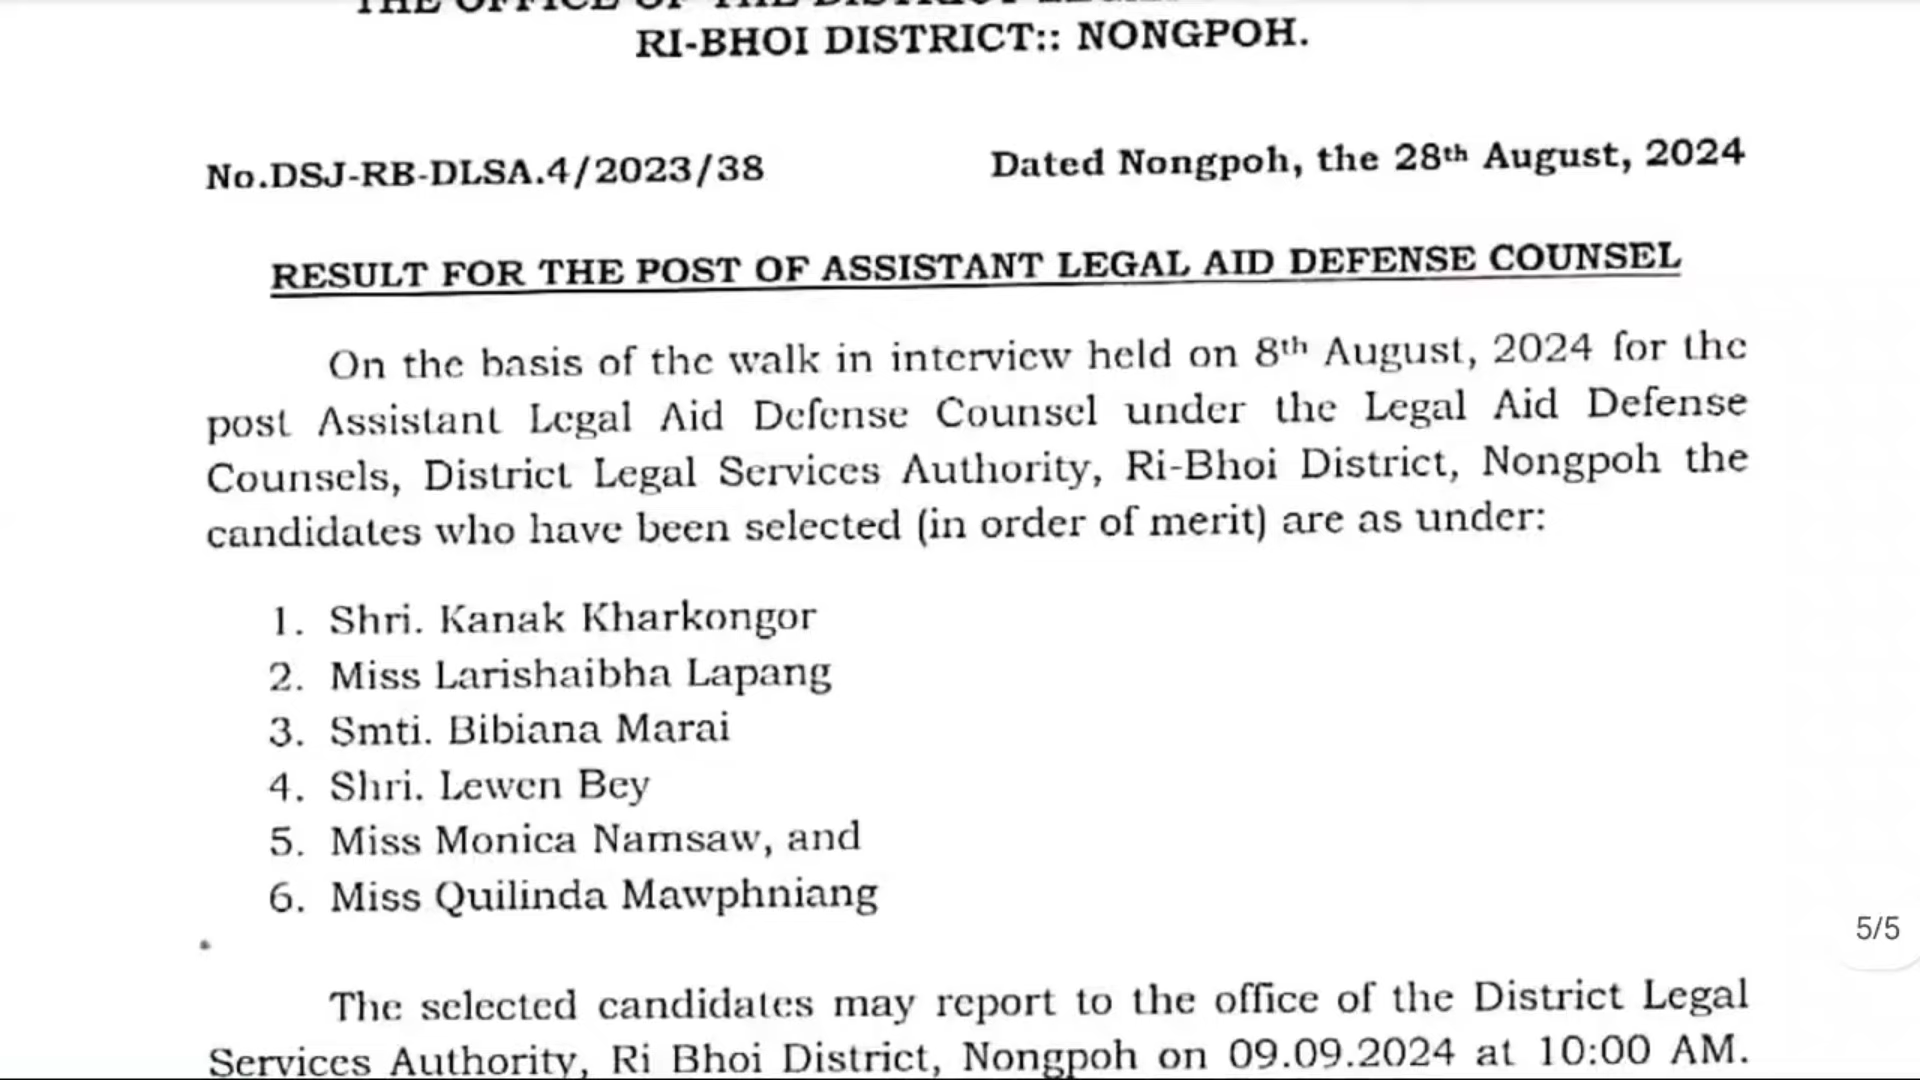 THE OFFICE OF THE DISTRICT
RI-BHOI DISTRICT:: NONGPOH.
No.DSJ-RB-DLSA.4/2023/38 Dated Nongpoh, the 28th August, 2024
RESULT FOR THE POST OF ASSISTANT LEGAL AID DEFENSE COUNSEL
On the basis of the walk in interview held on 8th August, 2024 for the
post Assistant Legal Aid Defense Counsel under the Legal Aid Defense
Counsels, District Legal Services Authority, Ri-Bhoi District, Nongpoh the
candidates who have been selected (in order of merit) are as under:
1. Shri. Kanak Kharkongor
2. Miss Larishaibha Lapang
3. Smti. Bibiana Marai
4. Shri. Lewen Bey
5. Miss Monica Namsaw, and
6. Miss Quilinda Mawphniang
5/5
The selected candidates may report to the office of the District Legal
Services Authority, Ri Bhoi District, Nongpoh on 09.09.2024 at 10:00 AM.